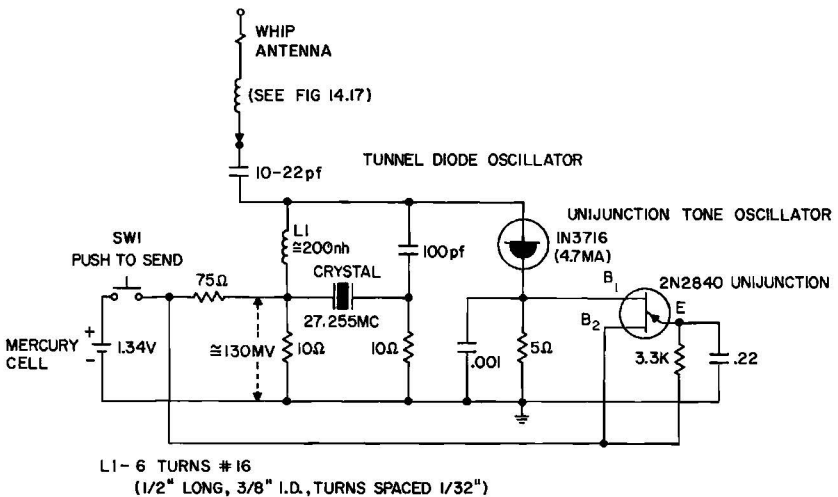 WHIP
ANTENNA
(SEE FIG 14.17)
TUNNEL DIODE OSCILLATOR
10-22pf
UNIJUNCTION TONE OSCILLATOR
L1
≅200nh
100pf
1N3716
(4.7MA)
SW1
PUSH TO SEND
75Ω
CRYSTAL
27.255MC
2N2840 UNIJUNCTION
B1
B2
E
MERCURY
CELL
+
-
1.34V
≅130MV
10Ω
10Ω
.001
5Ω
3.3K
.22
L1- 6 TURNS #16
(1/2" LONG, 3/8" I.D., TURNS SPACED 1/32")